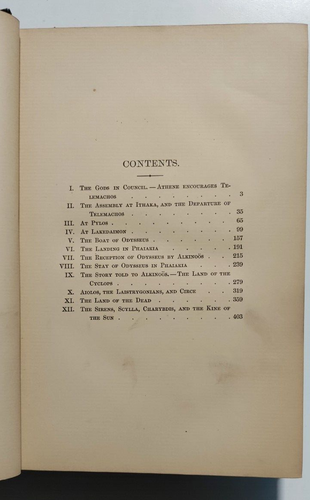 CONTENTS.
I. The Gods in Council.—Athene encourages Te-
lemachos . . . . . . . . . 3
II. The Assembly at Ithaka, and the Departure of
Telemachos . . . . . . . . 35
III. At Pylos . . . . . . . . . 65
IV. At Lakedaimon . . . . . . . . 99
V. The Boat of Odysseus . . . . . . 157
VI. The Landing in Phaiakia . . . . . 191
VII. The Reception of Odysseus by Alkinoös . . 215
VIII. The Stay of Odysseus in Phaiakia . . . 239
IX. The Story told to Alkinoös.—The Land of the
Cyclops . . . . . . . . . 279
X. Aiolos, the Laistrygonians, and Circe . . 319
XI. The Land of the Dead . . . . . . 359
XII. The Sirens, Scylla, Charybdis, and the Kine of
the Sun . . . . . . . . . 403